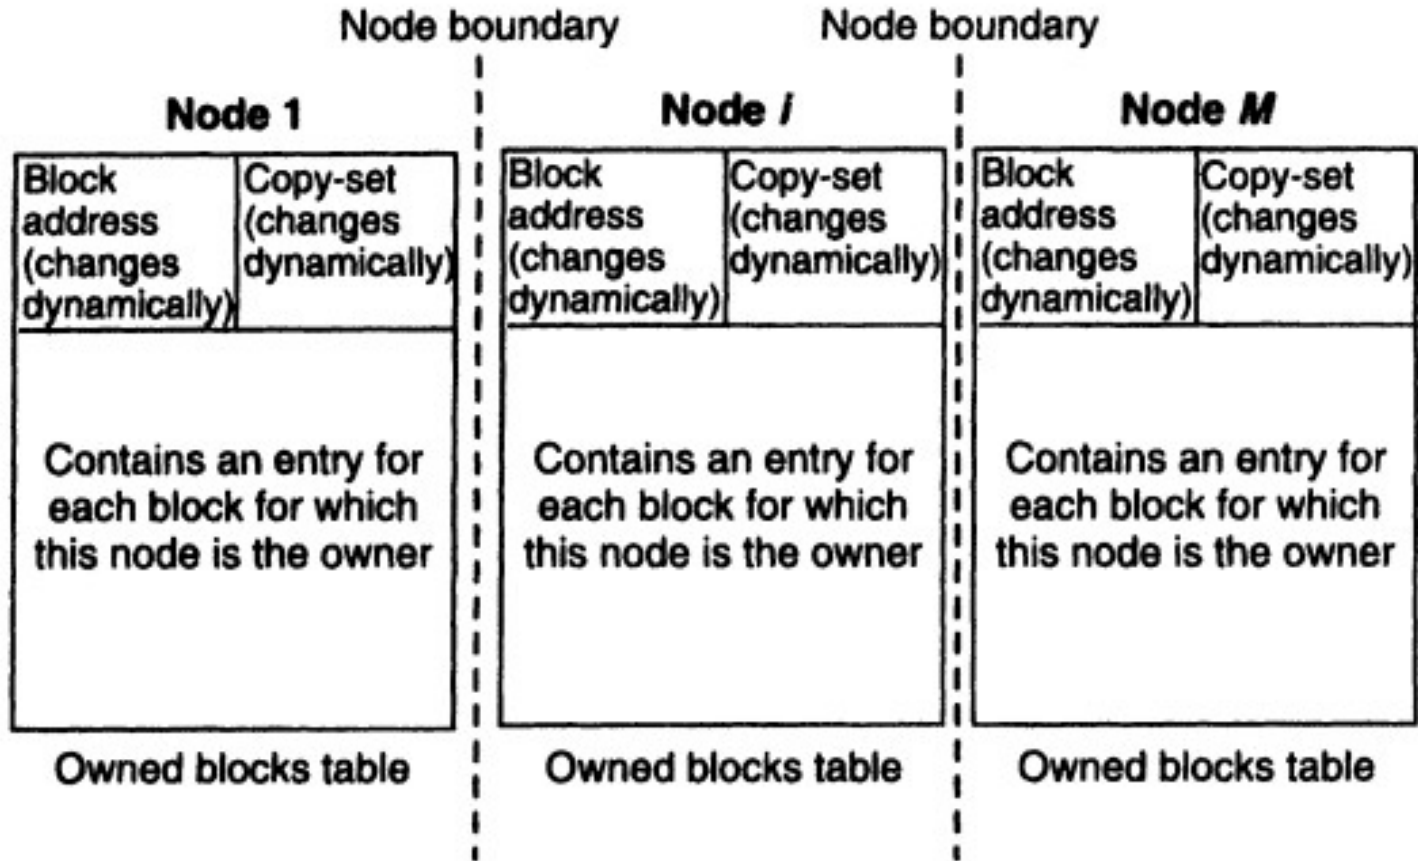 Node boundary
Node boundary
Node 1
Node i
Node M
Block
address
(changes
dynamically)
Copy-set
(changes
dynamically)
Block
address
(changes
dynamically)
Copy-set
(changes
dynamically)
Block
address
(changes
dynamically)
Copy-set
(changes
dynamically)
Contains an entry for
each block for which
this node is the owner
Contains an entry for
each block for which
this node is the owner
Contains an entry for
each block for which
this node is the owner
Owned blocks table
Owned blocks table
Owned blocks table